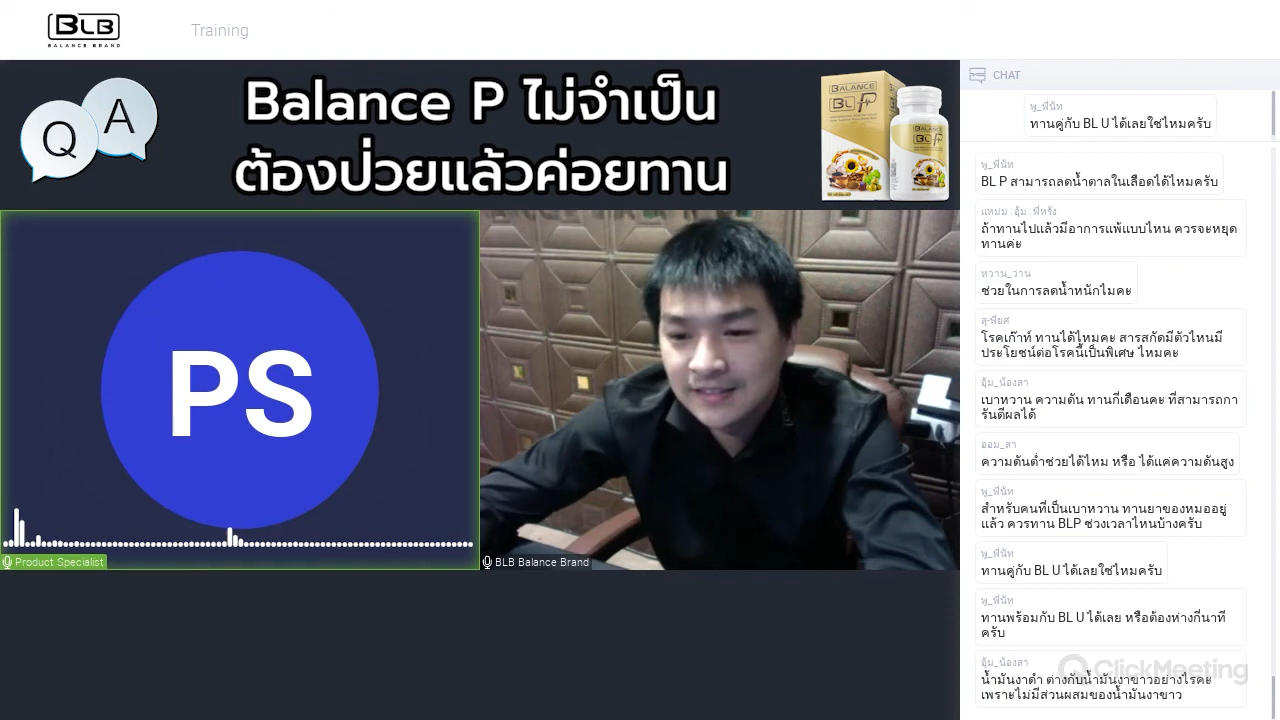 BLB
BALANCE BRAND
Training
Q A
Balance P ไม่จำเป็น
ต้องป่วยแล้วค่อยทาน
BALANCE
BL P
BALANCE
BL P
PS
Product Specialist
BLB Balance Brand
CHAT
พู_พี่นัท
ทานคู่กับ BL U ได้เลยใช่ไหมครับ
พู_พี่นัท
BL P สามารถลดน้ำตาลในเลือดได้ไหมครับ
แหม่ม : อุ้ม : พี่หรั่ง
ถ้าทานไปแล้วมีอาการแพ้แบบไหน ควรจะหยุด
ทานคะ
หวาน_ว่าน
ช่วยในการลดน้ำหนักไมคะ
สุ-พี่ยศ
โรคเก๊าท์ ทานได้ไหมคะ สารสกัดมีตัวไหนมี
ประโยชน์ต่อโรคนี้เป็นพิเศษ ไหมคะ
อุ้ม_น้องสา
เบาหวาน ความดัน ทานกี่เดือนคะ ที่สามารถกา
รันตีผลได้
ออม_สา
ความดันต่ำช่วยได้ไหม หรือ ได้แค่ความดันสูง
พู_พี่นัท
สำหรับคนที่เป็นเบาหวาน ทานยาของหมออยู่
แล้ว ควรทาน BLP ช่วงเวลาไหนบ้างครับ
พู_พี่นัท
ทานคู่กับ BL U ได้เลยใช่ไหมครับ
พู_พี่นัท
ทานพร้อมกับ BL U ได้เลย หรือต้องห่างกี่นาที
ครับ
อุ้ม_น้องสา
น้ำมันงาดำ ต่างกับน้ำมันงาขาวอย่างไรคะ
เพราะไม่มีส่วนผสมของน้ำมันงาขาว
ClickMeeting